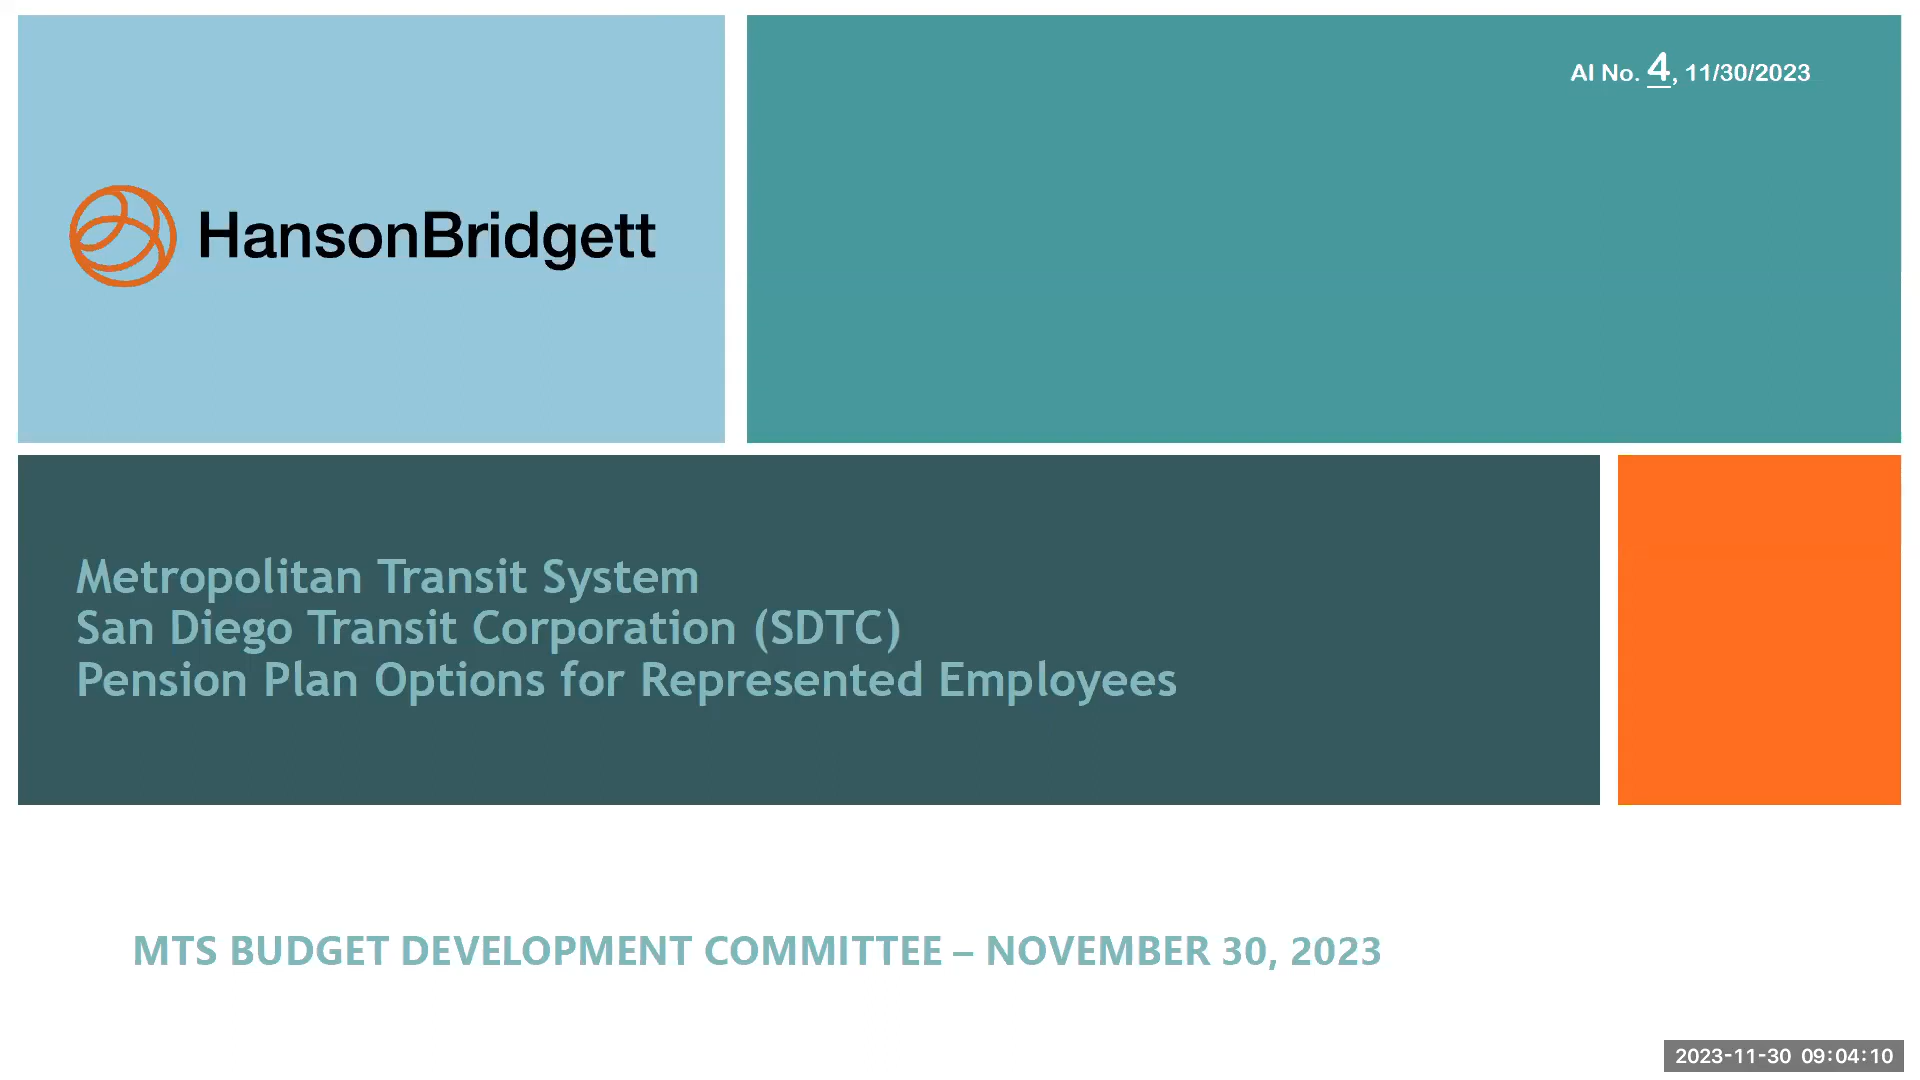 AI No. 4, 11/30/2023
HansonBridgett
Metropolitan Transit System
San Diego Transit Corporation (SDTC)
Pension Plan Options for Represented Employees
MTS BUDGET DEVELOPMENT COMMITTEE – NOVEMBER 30, 2023
2023-11-30 09:04:10